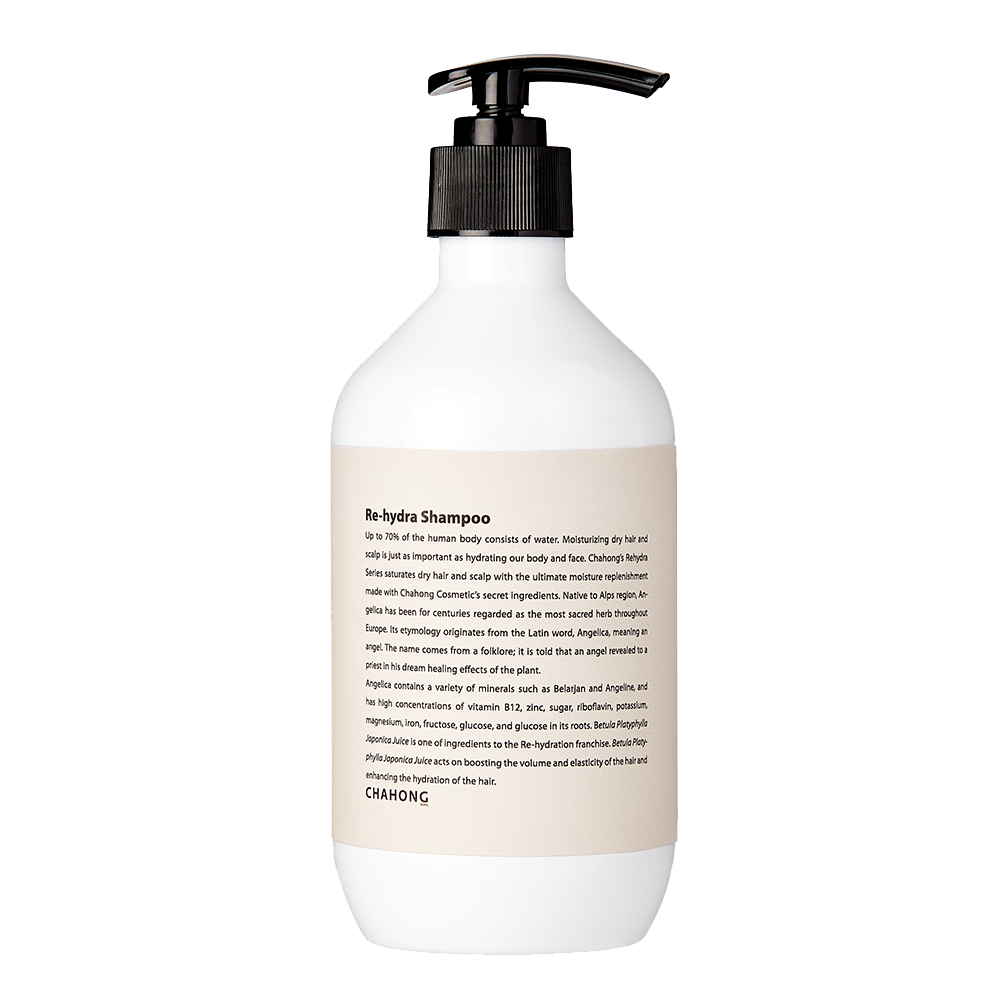 Re-hydra Shampoo
Up to 70% of the human body consists of water. Moisturizing dry hair and
scalp is just as important as hydrating our body and face. Chahong's Rehydra
Series saturates dry hair and scalp with the ultimate moisture replenishment
made with Chahong Cosmetic's secret ingredients. Native to Alps region, An-
gelica has been for centuries regarded as the most sacred herb throughout
Europe. Its etymology originates from the Latin word, Angelica, meaning an
angel. The name comes from a folklore; it is told that an angel revealed to a
priest in his dream healing effects of the plant.
Angelica contains a variety of minerals such as Belarjan and Angeline, and
has high concentrations of vitamin B12, zinc, sugar, riboflavin, potassium,
magnesium, iron, fructose, glucose, and glucose in its roots. Betula Platyphylla
Japonica Juice is one of ingredients to the Re-hydration franchise. Betula Platy-
phylla Japonica Juice acts on boosting the volume and elasticity of the hair and
enhancing the hydration of the hair.
CHAHONG